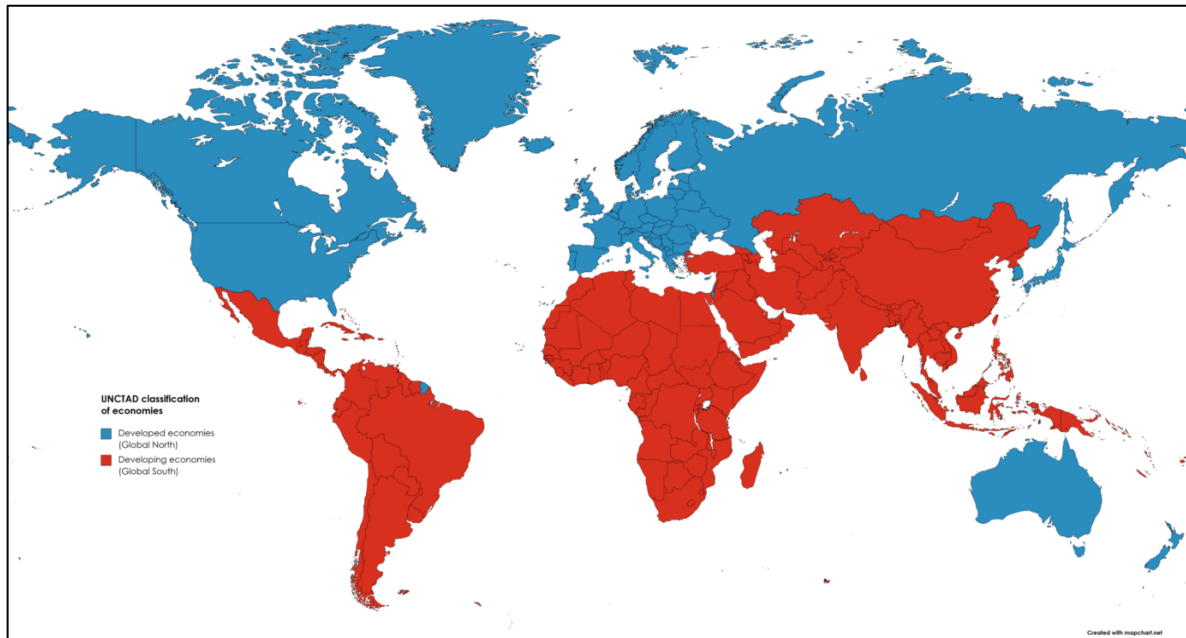 UNCTAD classification
of economies
Developed economies
(Global North)
Developing economies
(Global South)
Created with mapchart.net